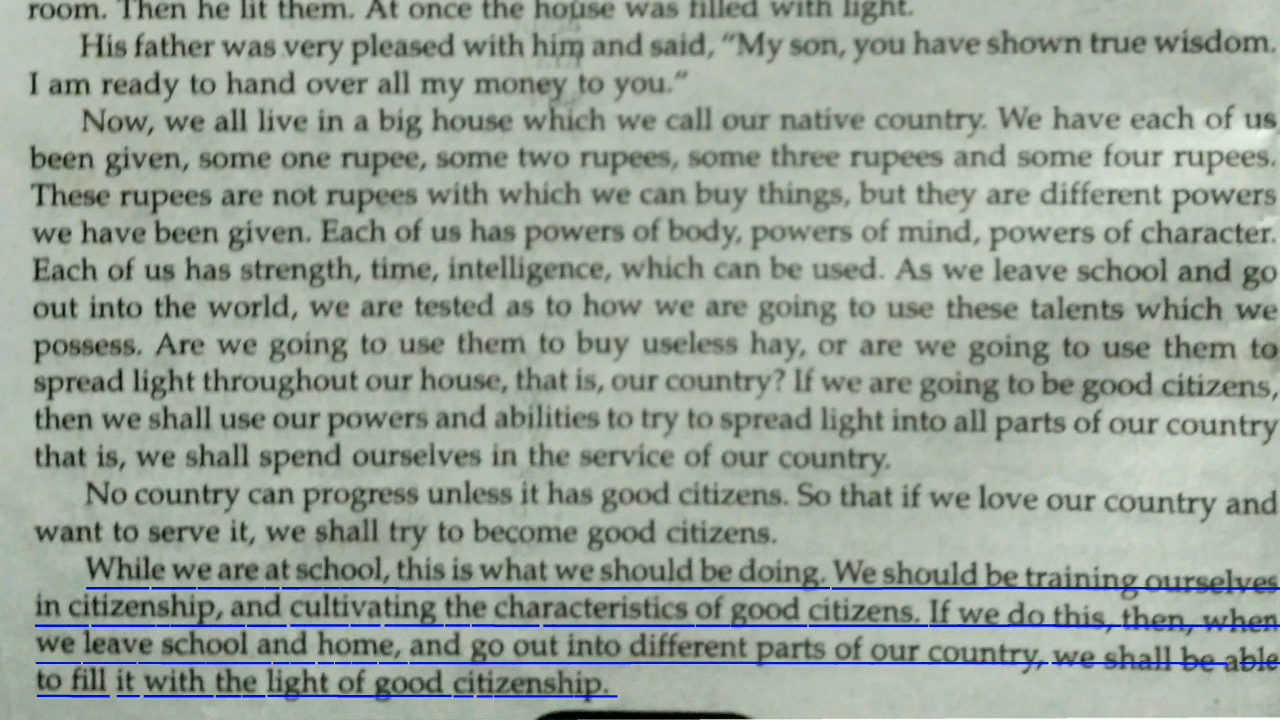 room. Then he lit them. At once the house was filled with light.
His father was very pleased with him and said, "My son, you have shown true wisdom.
I am ready to hand over all my money to you."
Now, we all live in a big house which we call our native country. We have each of us
been given, some one rupee, some two rupees, some three rupees and some four rupees.
These rupees are not rupees with which we can buy things, but they are different powers
we have been given. Each of us has powers of body, powers of mind, powers of character.
Each of us has strength, time, intelligence, which can be used. As we leave school and go
out into the world, we are tested as to how we are going to use these talents which we
possess. Are we going to use them to buy useless hay, or are we going to use them to
spread light throughout our house, that is, our country? If we are going to be good citizens,
then we shall use our powers and abilities to try to spread light into all parts of our country
that is, we shall spend ourselves in the service of our country.
No country can progress unless it has good citizens. So that if we love our country and
want to serve it, we shall try to become good citizens.
While we are at school, this is what we should be doing. We should be training ourselves
in citizenship, and cultivating the characteristics of good citizens. If we do this, then, when
we leave school and home, and go out into different parts of our country, we shall be able
to fill it with the light of good citizenship.